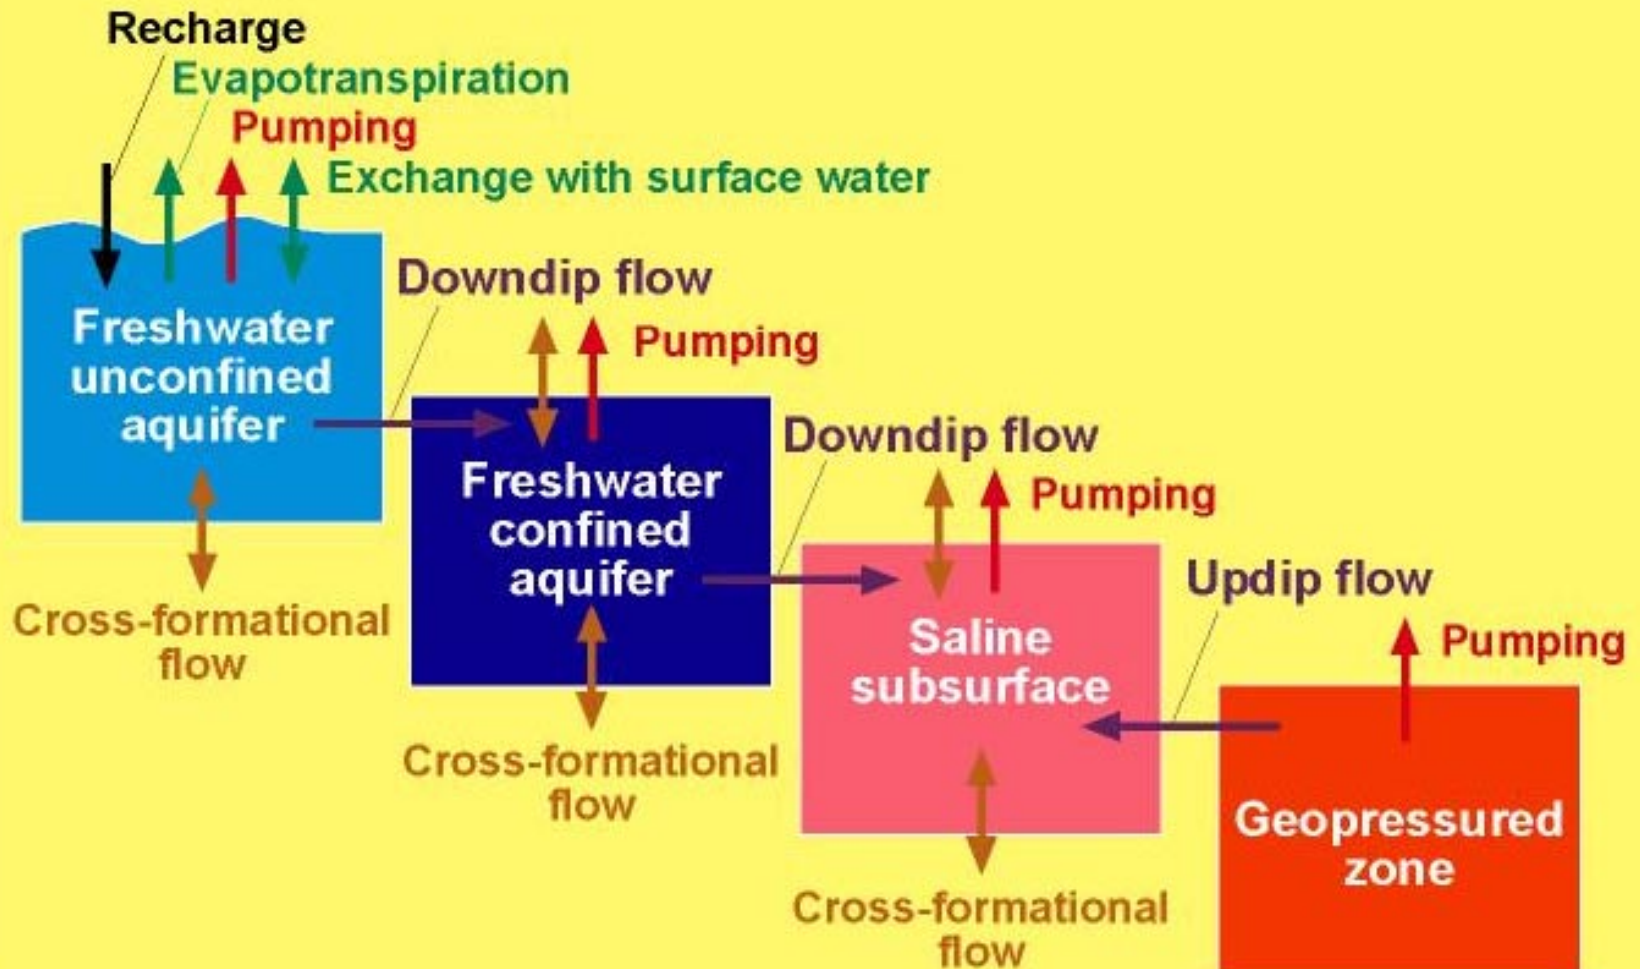 Recharge
Evapotranspiration
Pumping
Exchange with surface water
Freshwater
unconfined
aquifer
Cross-formational
flow
Downdip flow
Pumping
Freshwater
confined
aquifer
Cross-formational
flow
Downdip flow
Pumping
Saline
subsurface
Cross-formational
flow
Updip flow
Pumping
Geopressured
zone